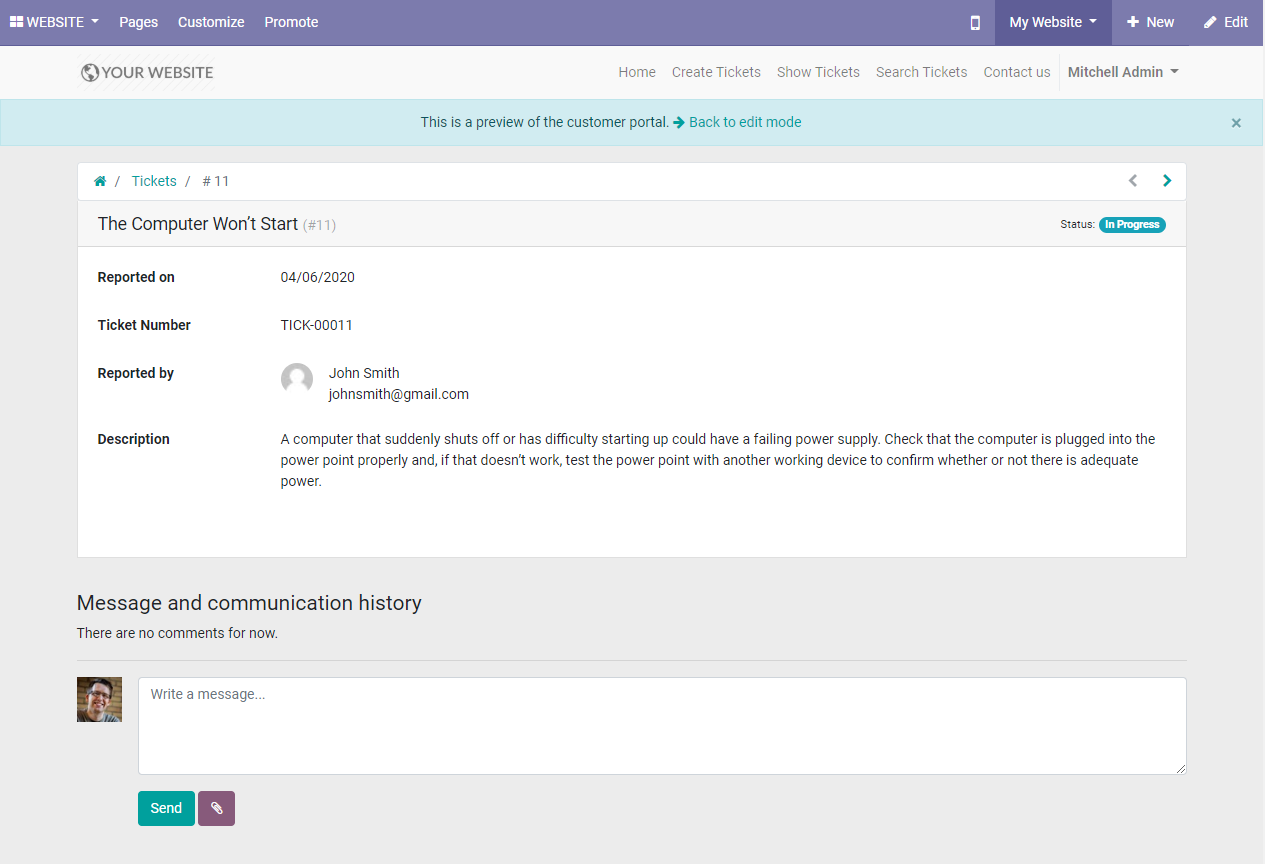 WEBSITE Pages Customize Promote My Website New Edit
YOUR WEBSITE Home Create Tickets Show Tickets Search Tickets Contact us Mitchell Admin
This is a preview of the customer portal. Back to edit mode ×
/ Tickets / # 11
The Computer Won’t Start (#11) Status: In Progress
Reported on 04/06/2020
Ticket Number TICK-00011
Reported by John Smith
johnsmith@gmail.com
Description A computer that suddenly shuts off or has difficulty starting up could have a failing power supply. Check that the computer is plugged into the
power point properly and, if that doesn’t work, test the power point with another working device to confirm whether or not there is adequate
power.
Message and communication history
There are no comments for now.
Write a message...
Send